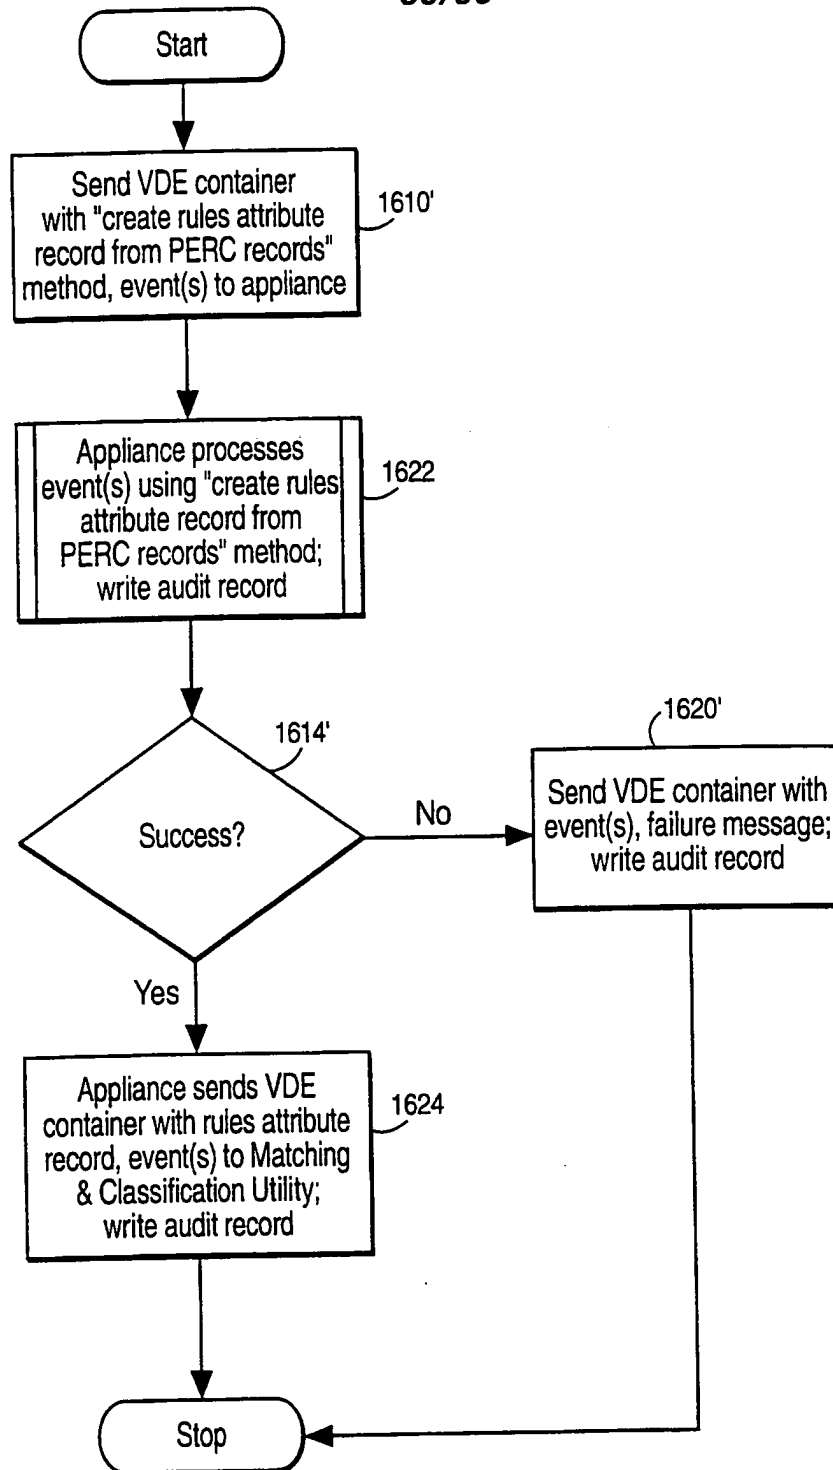 Start
Send VDE container
with "create rules attribute
record from PERC records"
method, event(s) to appliance
1610'
Appliance processes
event(s) using "create rules
attribute record from
PERC records" method;
write audit record
1622
1614'
Success?
No
1620'
Send VDE container with
event(s), failure message;
write audit record
Yes
Appliance sends VDE
container with rules attribute
record, event(s) to Matching
& Classification Utility;
write audit record
1624
Stop